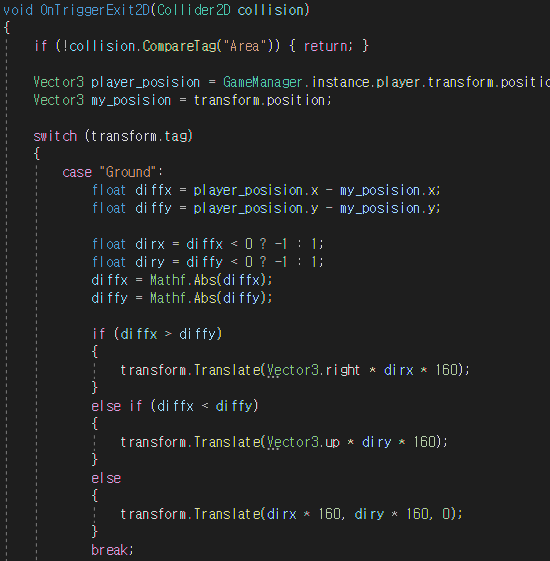 void OnTriggerExit2D(Collider2D collision)
{
if (!collision.CompareTag("Area")) { return; }
Vector3 player_posision = GameManager.instance.player.transform.positio
Vector3 my_posision = transform.position;
switch (transform.tag)
{
case "Ground":
float diffx = player_posision.x - my_posision.x;
float diffy = player_posision.y - my_posision.y;
float dirx = diffx < 0 ? -1 : 1;
float diry = diffy < 0 ? -1 : 1;
diffx = Mathf.Abs(diffx);
diffy = Mathf.Abs(diffy);
if (diffx > diffy)
{
transform.Translate(Vector3.right * dirx * 160);
}
else if (diffx < diffy)
{
transform.Translate(Vector3.up * diry * 160);
}
else
{
transform.Translate(dirx * 160, diry * 160, 0);
}
break;